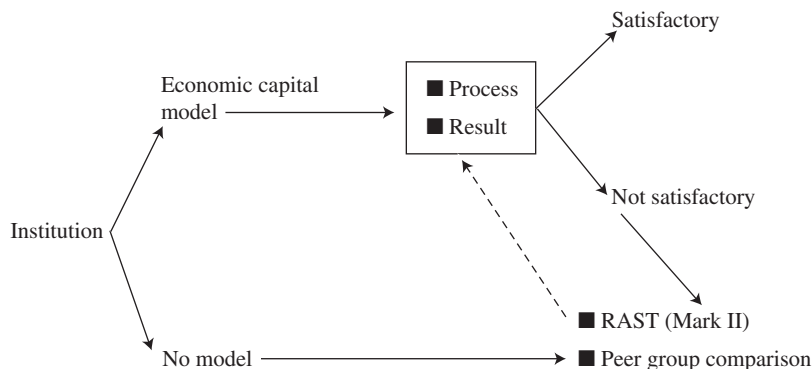 Satisfactory
Economic capital
model
■ Process
■ Result
Not satisfactory
Institution
■ RAST (Mark II)
No model
■ Peer group comparison